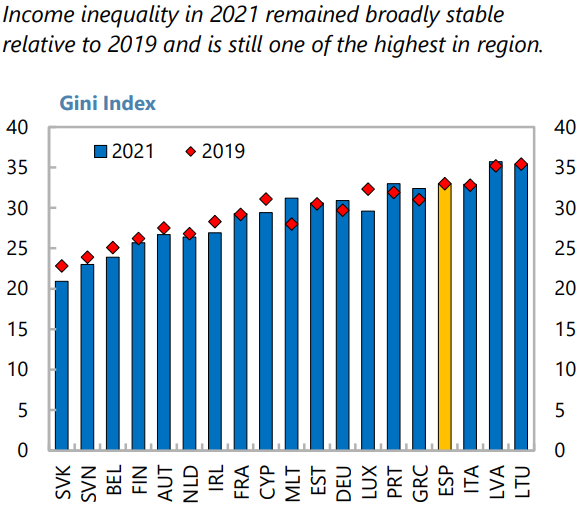 Income inequality in 2021 remained broadly stable
relative to 2019 and is still one of the highest in region.
Gini Index
40 40
2021 2019
35 35
30 30
25 25
20 20
15 15
10 10
5 5
0 0
SVK SVN BEL FIN AUT NLD IRL FRA CYP MLT EST DEU LUX PRT GRC ESP ITA LVA LTU